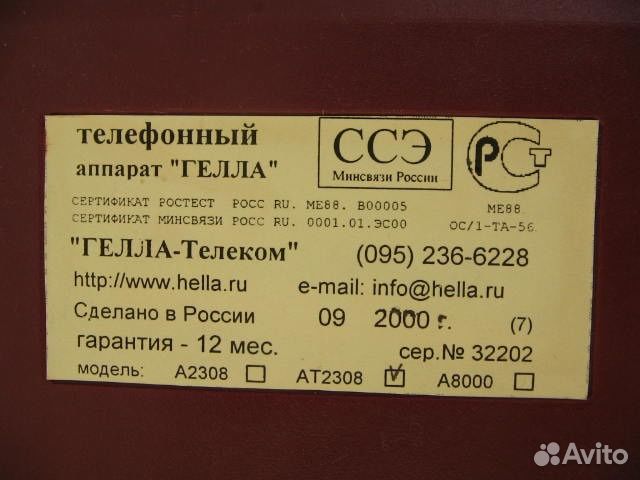 телефонный
аппарат "ГЕЛЛА"
ССЭ
Минсвязи России
РСТ
СЕРТИФИКАТ РОСТЕСТ РОСС RU. МЕ88. В00005
СЕРТИФИКАТ МИНСВЯЗИ РОСС RU. 0001.01.ЭС00
МЕ88.
ОС/1-ТА-56.
"ГЕЛЛА-Телеком" (095) 236-6228
http://www.hella.ru e-mail: info@hella.ru
Сделано в России 09 2000 г. (7)
гарантия - 12 мес. сер.№ 32202
модель: А2308 АТ2308 А8000
Avito